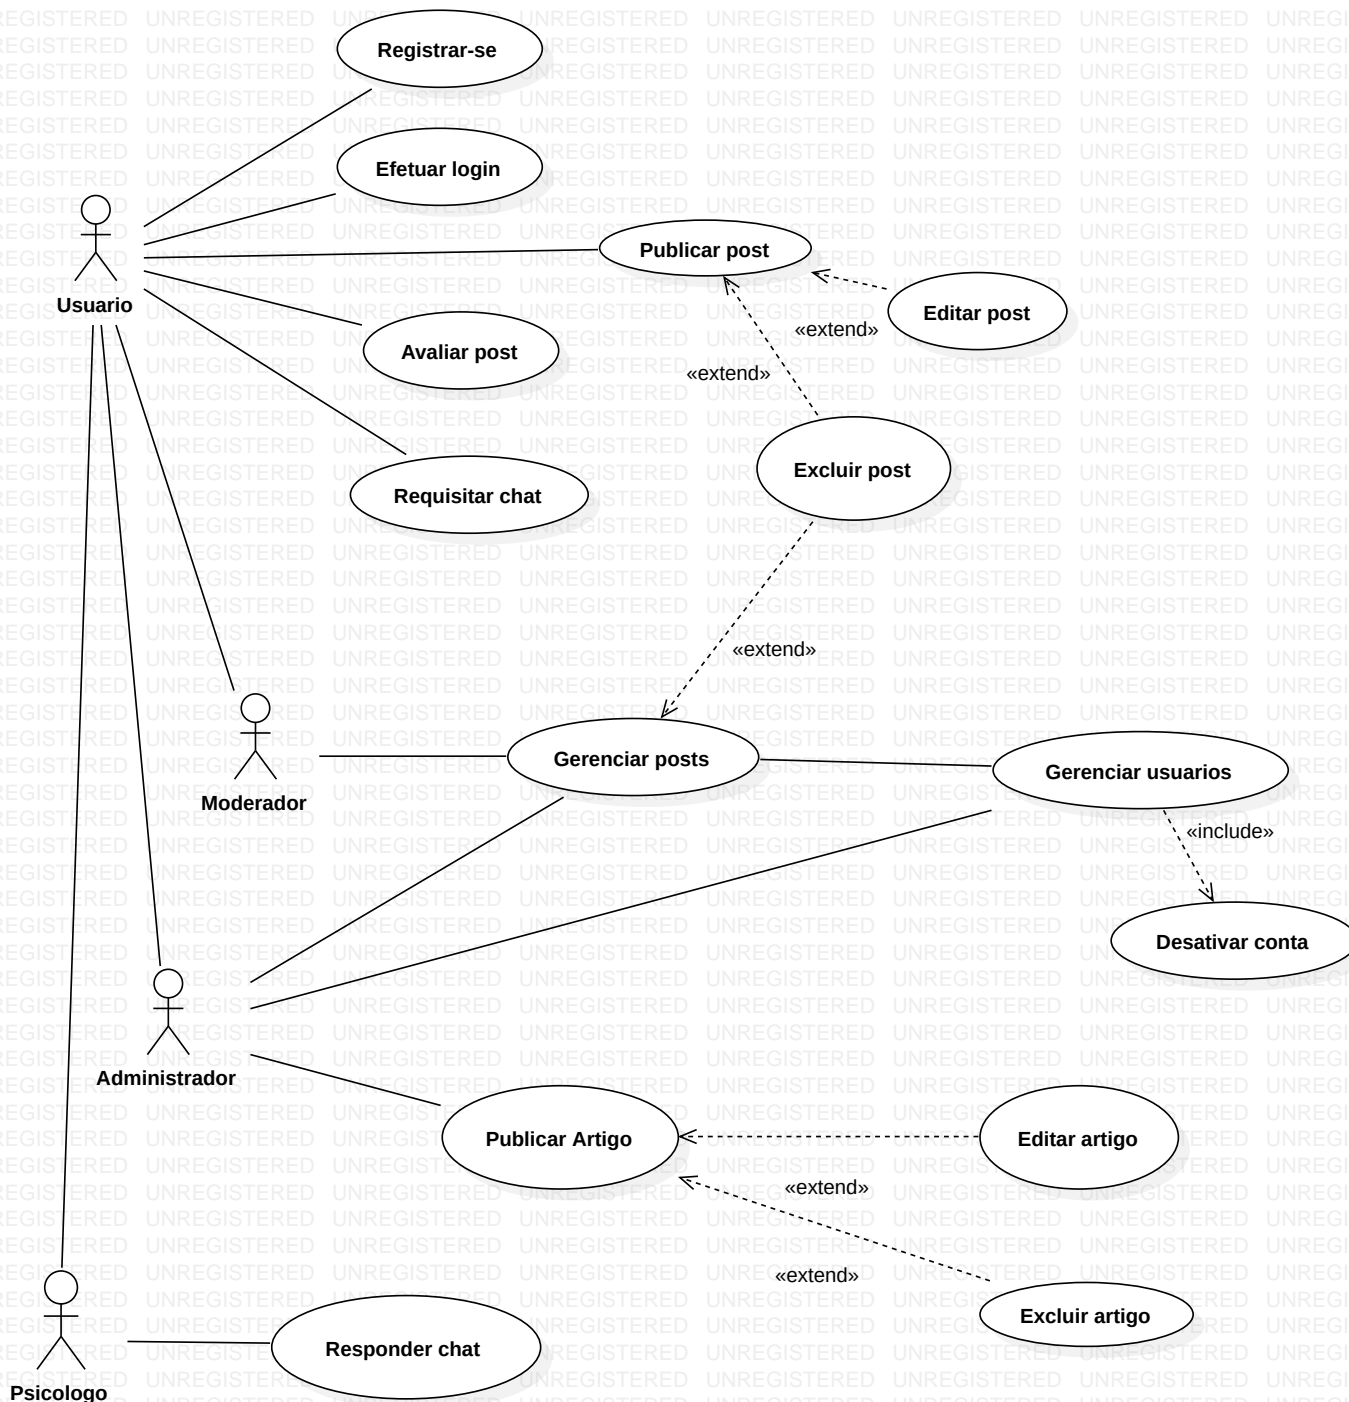 Registrar-se
Efetuar login
Publicar post
Editar post
Usuario
«extend»
Avaliar post
«extend»
Excluir post
Requisitar chat
«extend»
Gerenciar posts
Gerenciar usuarios
Moderador
«include»
Desativar conta
Administrador
Publicar Artigo
Editar artigo
«extend»
«extend»
Excluir artigo
Responder chat
Psicologo
UNREGISTERED